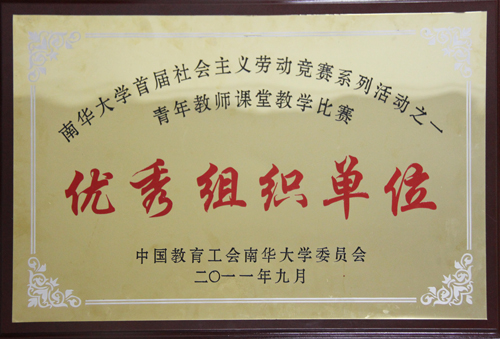 南华大学首届社会主义劳动竞赛系列活动之一
青年教师课堂教学比赛
优秀组织单位
中国教育工会南华大学委员会
二〇一一年九月